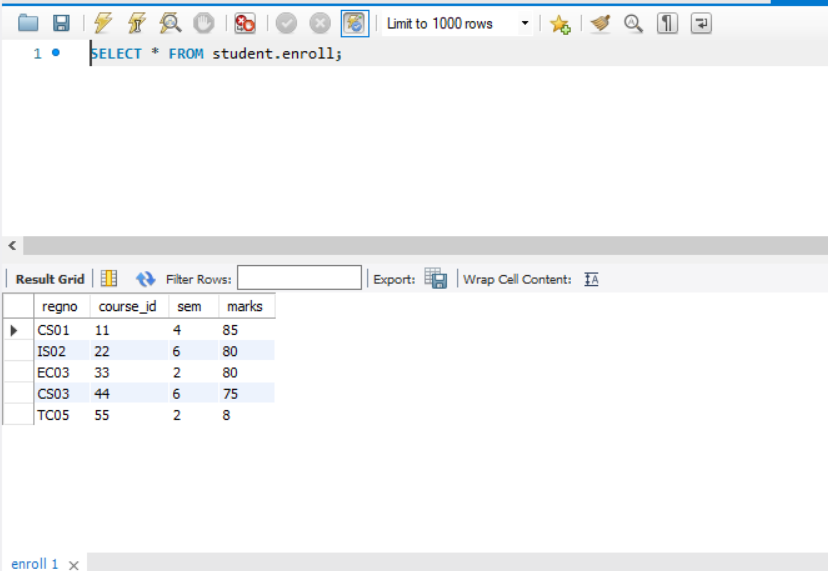 Limit to 1000 rows
1 SELECT * FROM student.enroll;
Result Grid Filter Rows: Export: Wrap Cell Content:
regno course_id sem marks
CS01 11 4 85
IS02 22 6 80
EC03 33 2 80
CS03 44 6 75
TC05 55 2 8
enroll 1